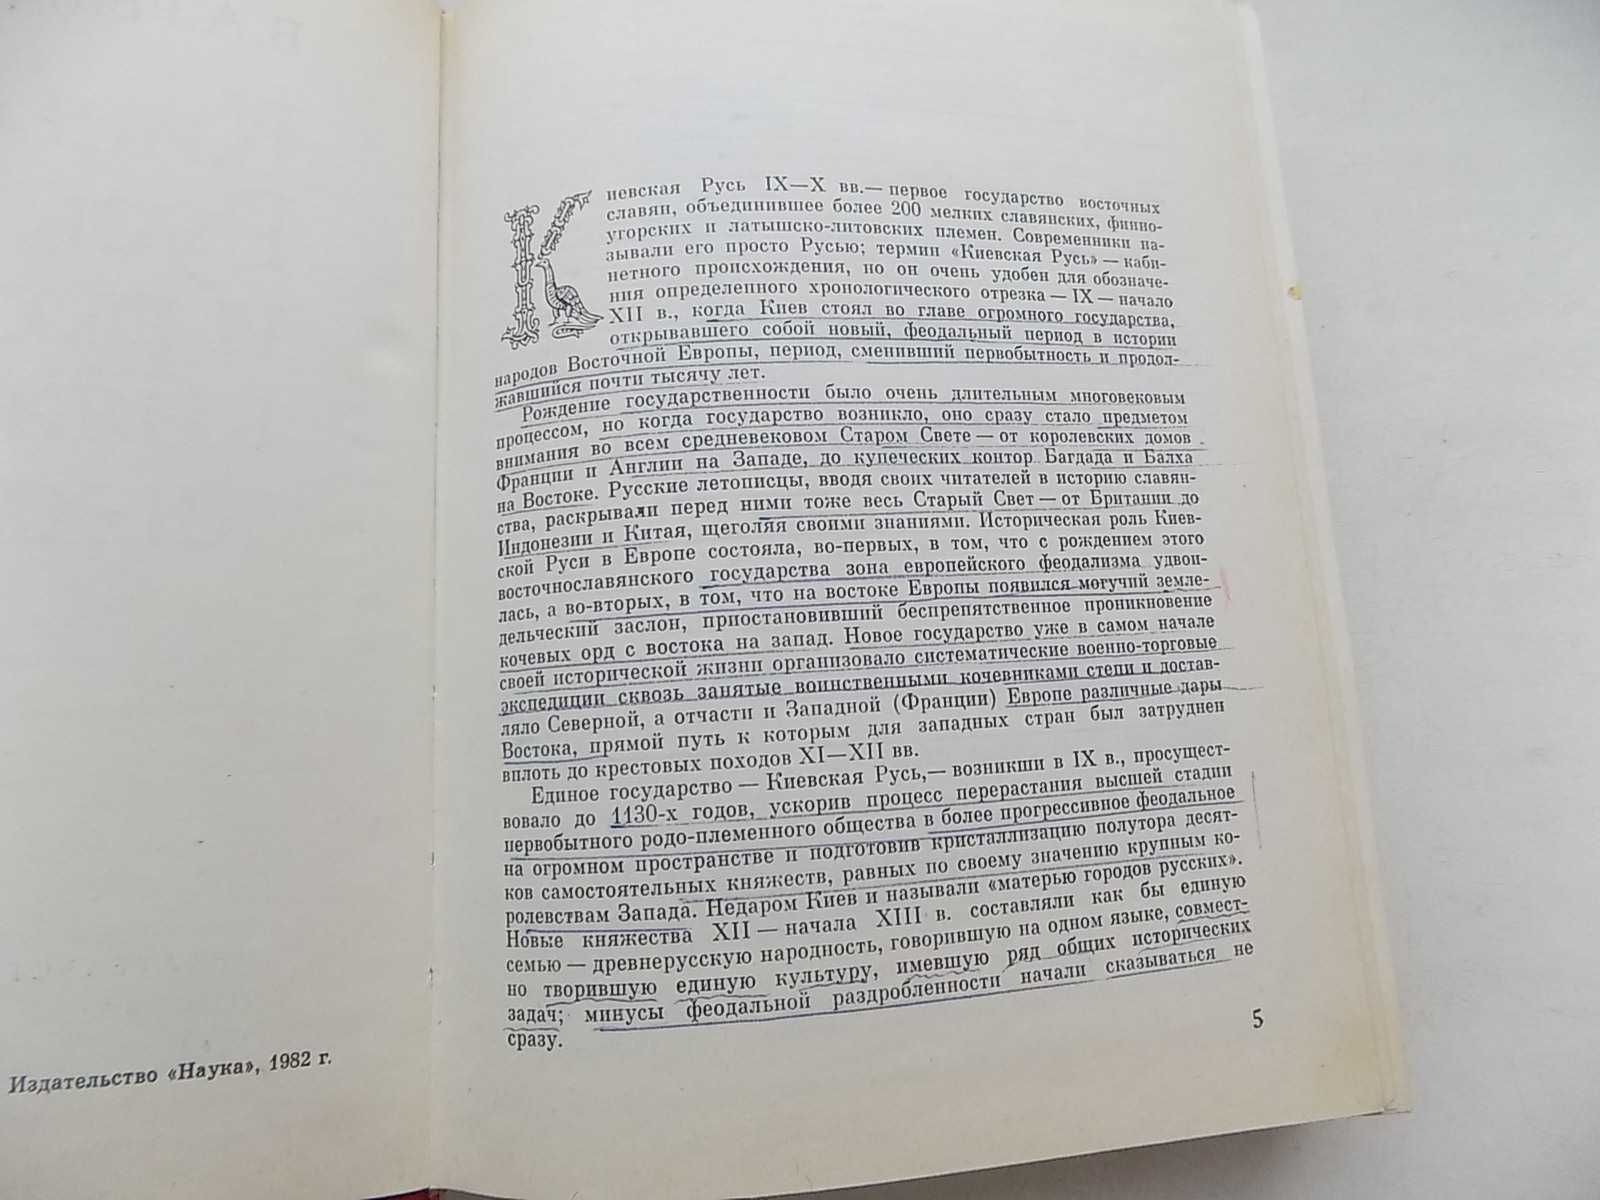 Издательство «Наука», 1982 г.
Киевская Русь IX—X вв.— первое государство восточных
славян, объединившее более 200 мелких славянских, финно-
угорских и латышско-литовских племен. Современники на-
зывали его просто Русью; термин «Киевская Русь» — каби-
нетного происхождения, но он очень удобен для обозначе-
ния определенного хронологического отрезка — IX — начало
XII в., когда Киев стоял во главе огромного государства,
открывавшего собой новый, феодальный период в истории
народов Восточной Европы, период, сменивший первобытность и продол-
жавшийся почти тысячу лет.
Рождение государственности было очень длительным многовековым
процессом, но когда государство возникло, оно сразу стало предметом
внимания во всем средневековом Старом Свете — от королевских домов
Франции и Англии на Западе, до купеческих контор Багдада и Балха
на Востоке. Русские летописцы, вводя своих читателей в историю славян-
ства, раскрывали перед ними тоже весь Старый Свет — от Британии до
Индонезии и Китая, щеголяя своими знаниями. Историческая роль Киев-
ской Руси в Европе состояла, во-первых, в том, что с рождением этого
восточнославянского государства зона европейского феодализма удвои-
лась, а во-вторых, в том, что на востоке Европы появился могучий земле-
дельческий заслон, приостановивший беспрепятственное проникновение
кочевых орд с востока на запад. Новое государство уже в самом начале
своей исторической жизни организовало систематические военно-торговые
экспедиции сквозь занятые воинственными кочевниками степи и достав-
ляло Северной, а отчасти и Западной (Франции) Европе различные дары
Востока, прямой путь к которым для западных стран был затруднен
вплоть до крестовых походов XI—XII вв.
Единое государство — Киевская Русь,— возникши в IX в., просущест-
вовало до 1130-х годов, ускорив процесс перерастания высшей стадии
первобытного родо-племенного общества в более прогрессивное феодальное
на огромном пространстве и подготовив кристаллизацию полутора десят-
ков самостоятельных княжеств, равных по своему значению крупным ко-
ролевствам Запада. Недаром Киев и называли «матерью городов русских».
Новые княжества XII — начала XIII в. составляли как бы единую
семью — древнерусскую народность, говорившую на одном языке, совмест-
но творившую единую культуру, имевшую ряд общих исторических
задач; минусы феодальной раздробленности начали сказываться не
сразу.
5